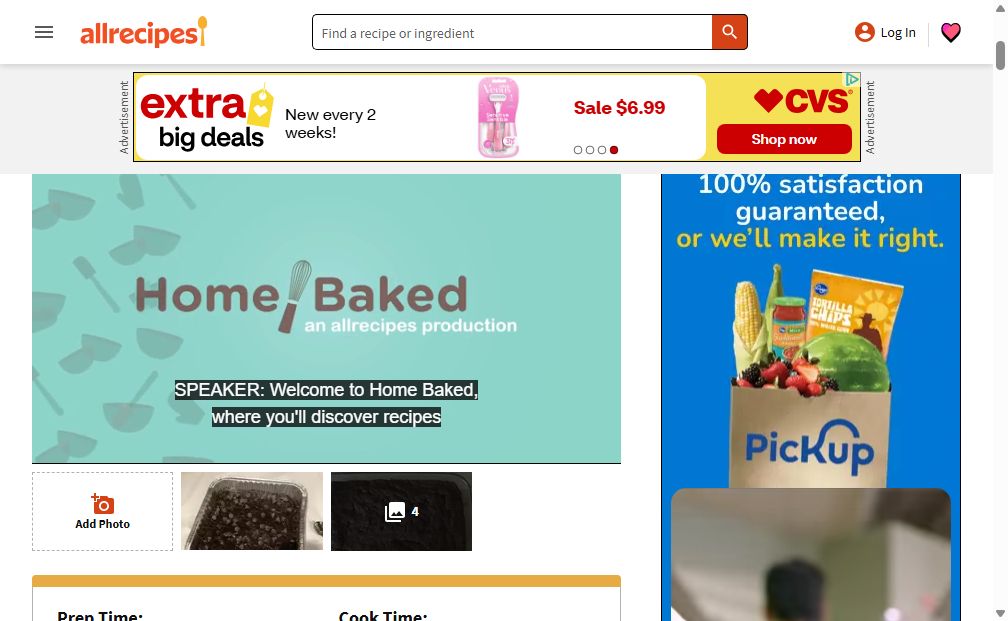 allrecipes
Find a recipe or ingredient
Log In
Advertisement
extra
big deals
New every 2
weeks!
Venus
Sale $6.99
CVS
Shop now
Advertisement
Home Baked
an allrecipes production
SPEAKER: Welcome to Home Baked,
where you'll discover recipes
Add Photo
4
Prep Time:
Cook Time:
100% satisfaction
guaranteed,
or we'll make it right.
TORTILLA
CHIPS
PICKUP